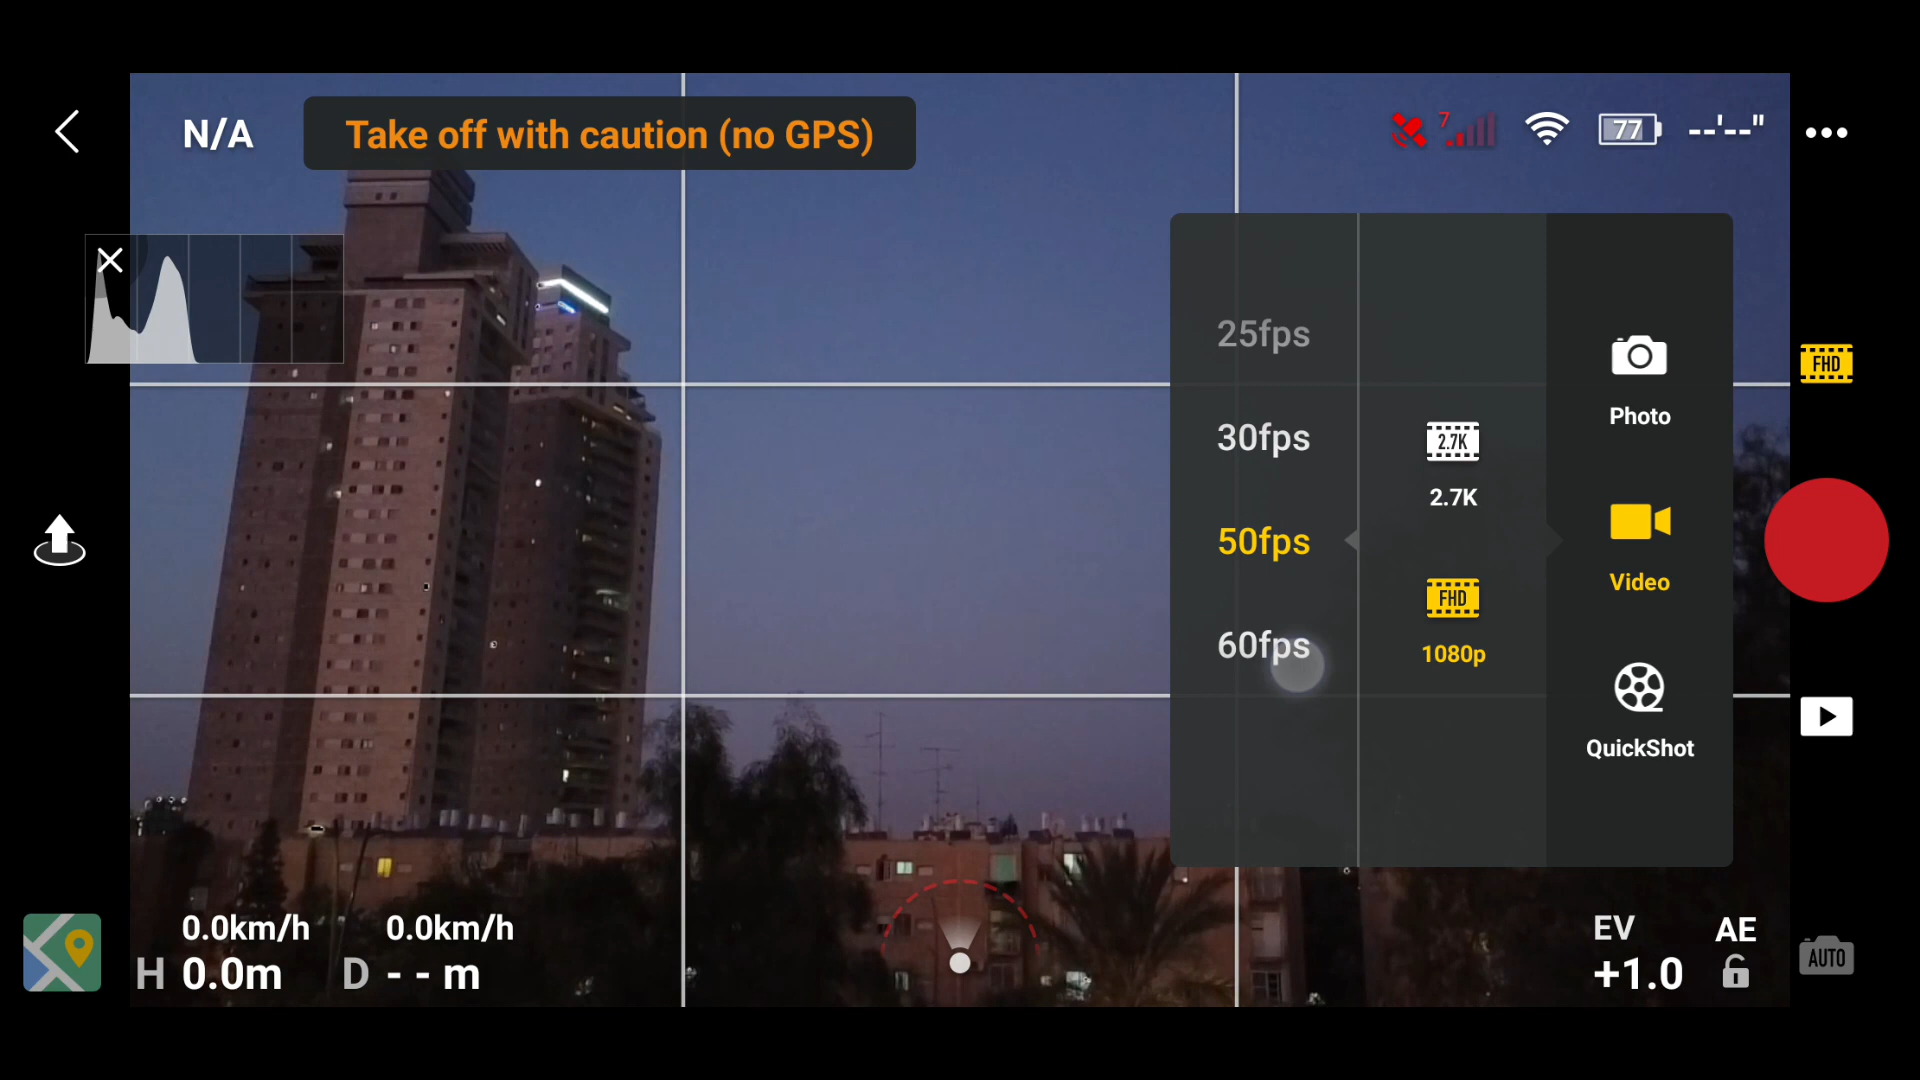 N/A
Take off with caution (no GPS)
7
77
--'--"
25fps
30fps
50fps
60fps
2.7K
2.7K
FHD
1080p
Photo
Video
QuickShot
FHD
0.0km/h
0.0km/h
H 0.0m
D - - m
EV
+1.0
AE
AUTO